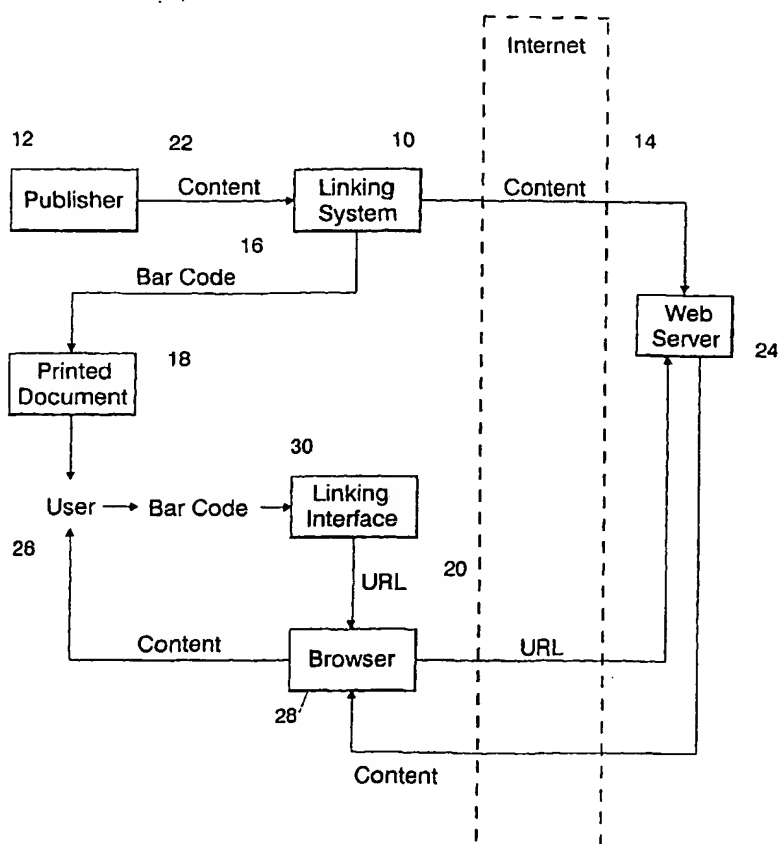 Internet
12
22
10
14
Publisher
Content
Linking
System
Content
16
Bar Code
Web
Server
24
18
Printed
Document
30
User
Bar Code
Linking
Interface
26
URL
20
Content
Browser
URL
28
Content